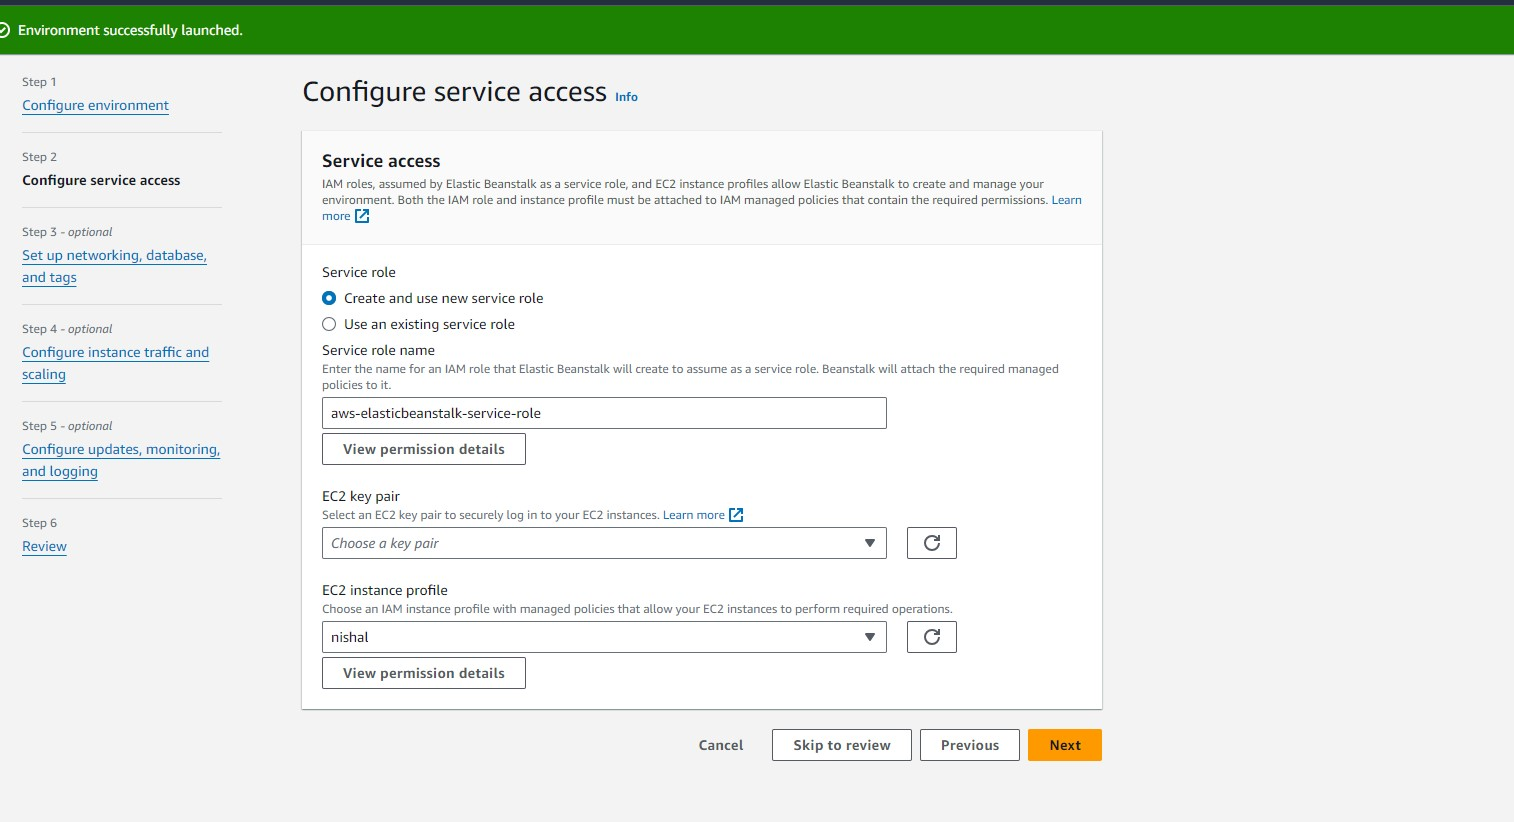 Environment successfully launched.
Step 1
Configure environment
Step 2
Configure service access
Step 3 - optional
Set up networking, database,
and tags
Step 4 - optional
Configure instance traffic and
scaling
Step 5 - optional
Configure updates, monitoring,
and logging
Step 6
Review
Configure service access Info
Service access
IAM roles, assumed by Elastic Beanstalk as a service role, and EC2 instance profiles allow Elastic Beanstalk to create and manage your
environment. Both the IAM role and instance profile must be attached to IAM managed policies that contain the required permissions. Learn
more
Service role
Create and use new service role
Use an existing service role
Service role name
Enter the name for an IAM role that Elastic Beanstalk will create to assume as a service role. Beanstalk will attach the required managed
policies to it.
aws-elasticbeanstalk-service-role
View permission details
EC2 key pair
Select an EC2 key pair to securely log in to your EC2 instances. Learn more
Choose a key pair
EC2 instance profile
Choose an IAM instance profile with managed policies that allow your EC2 instances to perform required operations.
nishal
View permission details
Cancel Skip to review Previous Next